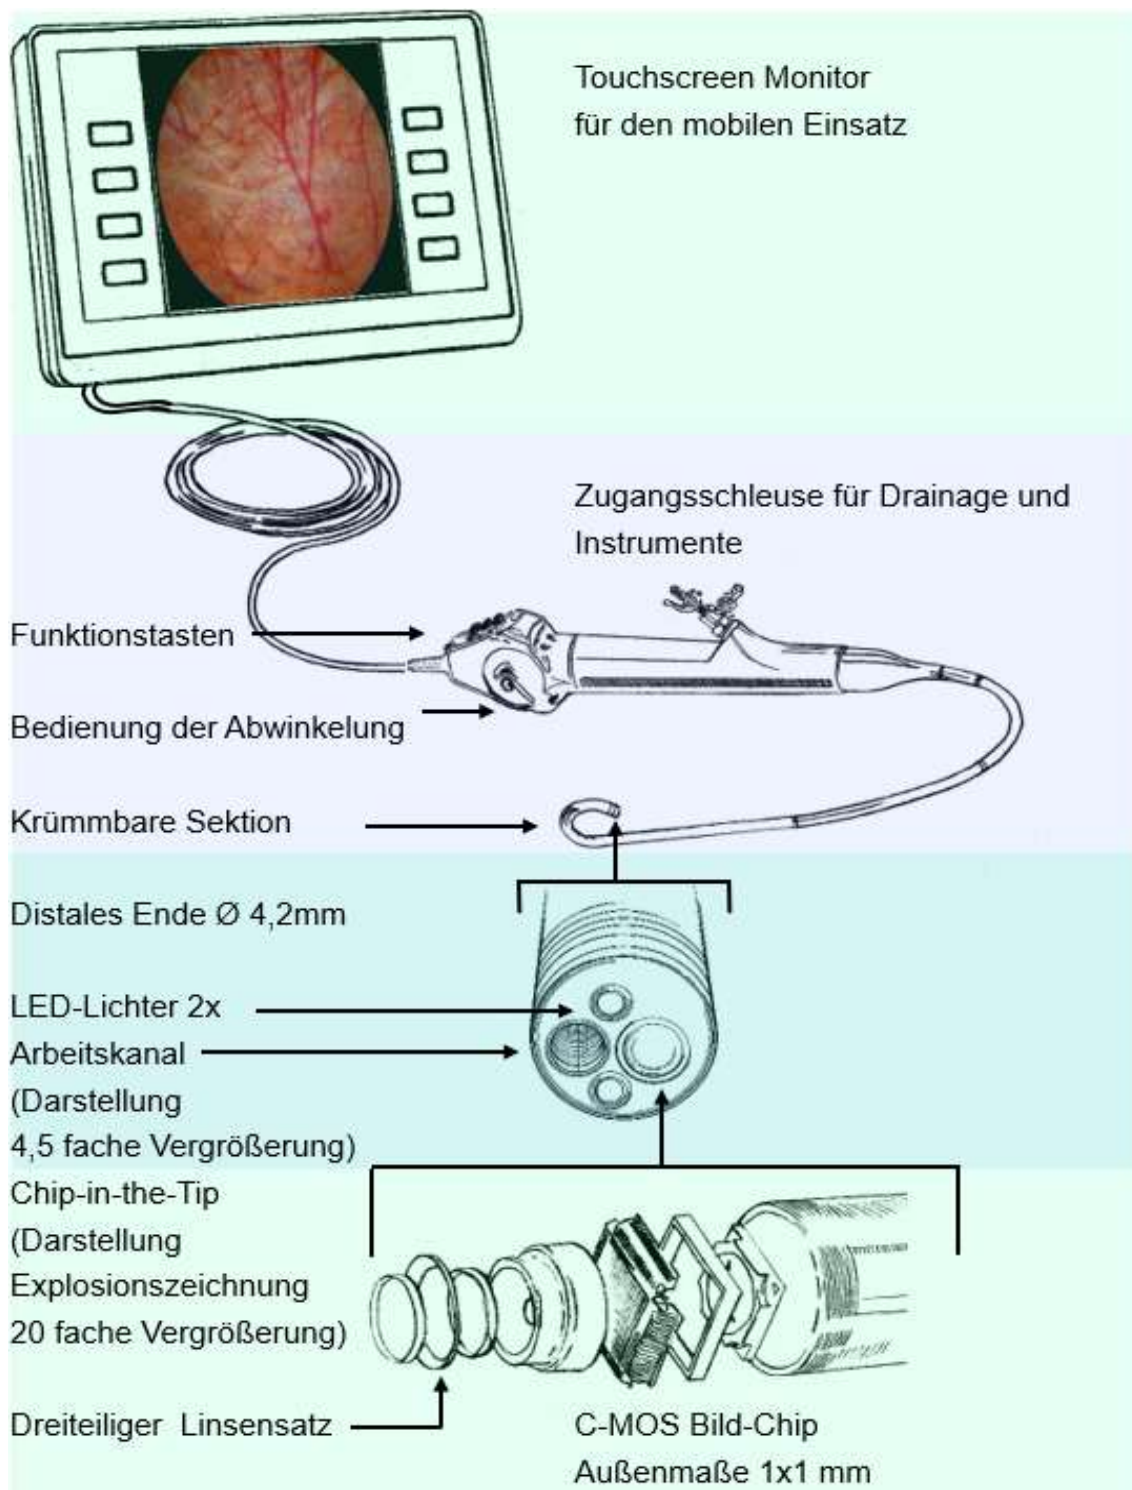 Touchscreen Monitor
für den mobilen Einsatz
Zugangsschleuse für Drainage und
Instrumente
Funktionstasten
Bedienung der Abwinkelung
Krümmbare Sektion
Distales Ende Ø 4,2mm
LED-Lichter 2x
Arbeitskanal
(Darstellung
4,5 fache Vergrößerung)
Chip-in-the-Tip
(Darstellung
Explosionszeichnung
20 fache Vergrößerung)
Dreiteiliger Linsensatz
C-MOS Bild-Chip
Außenmaße 1x1 mm